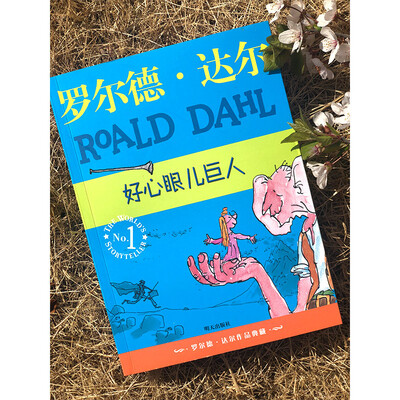 罗尔德·达尔
ROALD DAHL
好心眼儿巨人
THE WORLD'S
No.1
STORYTELLER
明天出版社
·罗尔德·达尔作品典藏·